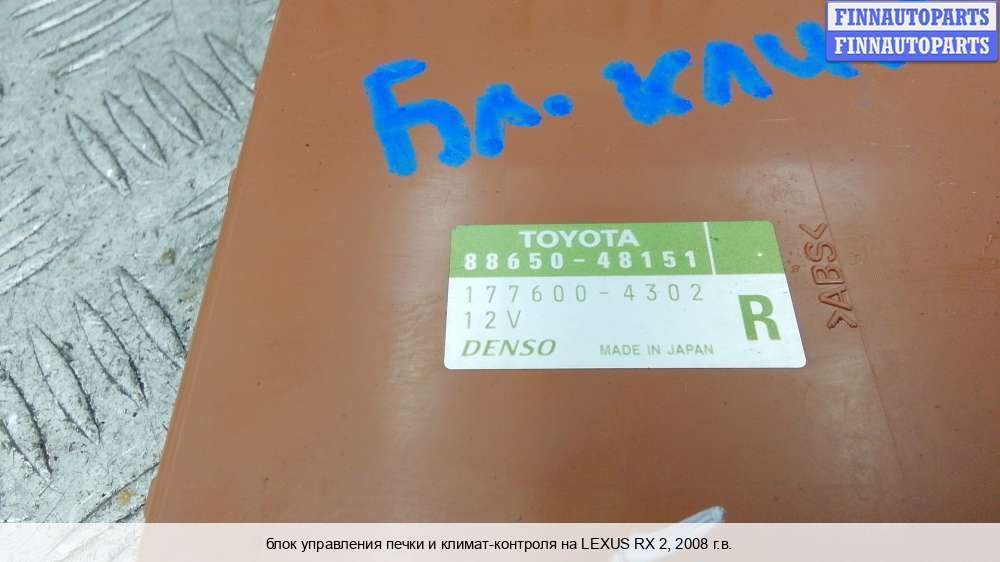 FINNAUTOPARTS
FINNAUTOPARTS
Бл.
TOYOTA
88650-48151
177600-4302
12V
R
DENSO MADE IN JAPAN
>ABS<
блок управления печки и климат-контроля на LEXUS RX 2, 2008 г.в.